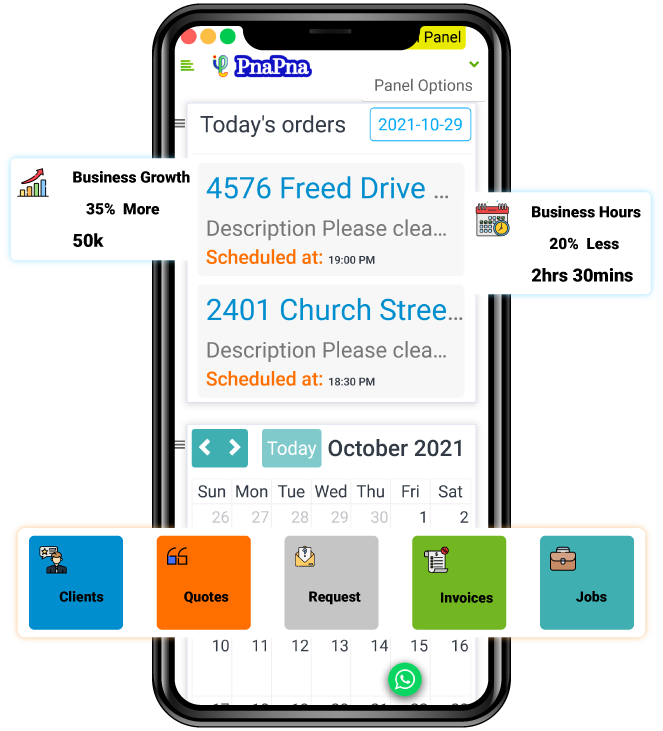 Panel
PnaPna
Panel Options
Today's orders
2021-10-29
Business Growth
35% More
50k
4576 Freed Drive ...
Description Please clea...
Scheduled at: 19:00 PM
Business Hours
20% Less
2hrs 30mins
2401 Church Stree...
Description Please clea...
Scheduled at: 18:30 PM
Today
October 2021
Sun Mon Tue Wed Thu Fri Sat
26 27 28 29 30 1 2
Clients
Quotes
Request
Invoices
Jobs
10 11 12 13 14 15 16